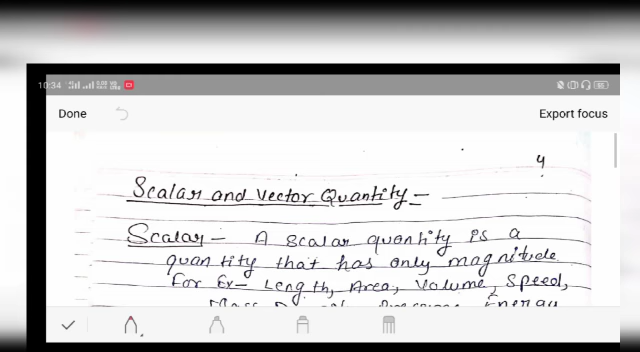 10:34
Done
Export focus
4
Scalar and Vector Quantity -
Scalar - A scalar quantity is a
quantity that has only magnitude
For Ex - Length, Area, Volume, Speed,
Energy